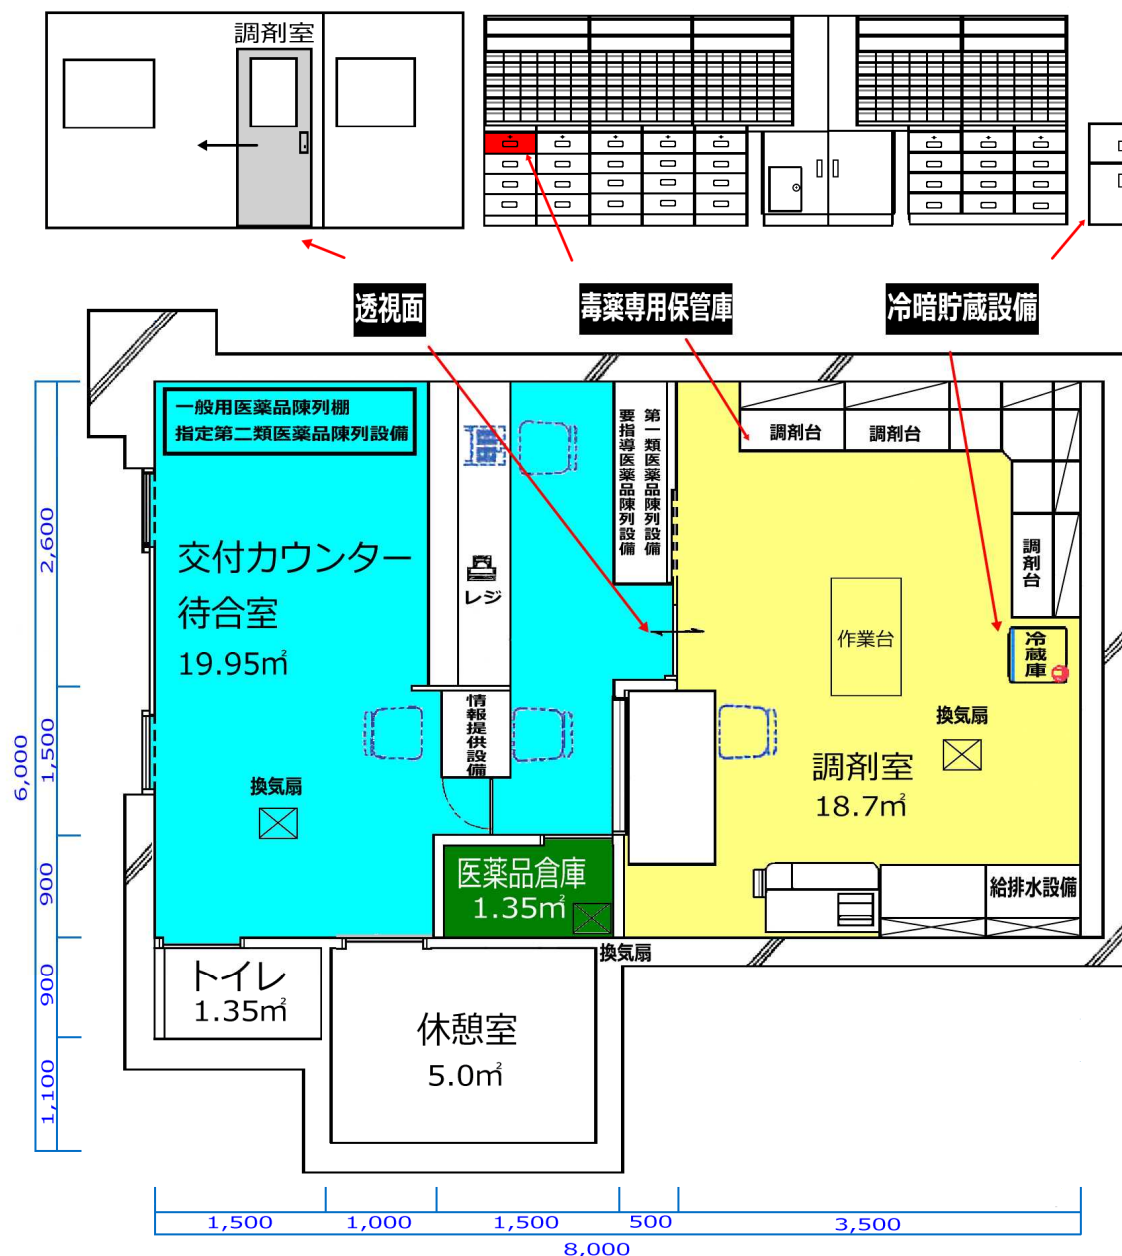 調剤室
透視面
毒薬専用保管庫
冷暗貯蔵設備
一般用医薬品陳列棚
指定第二類医薬品陳列設備
第一類医薬品陳列設備
要指導医薬品陳列設備
調剤台
調剤台
調剤台
交付カウンター
待合室
19.95㎡
レジ
作業台
冷蔵庫
情報提供設備
換気扇
換気扇
調剤室
18.7㎡
医薬品倉庫
1.35㎡
給排水設備
換気扇
トイレ
1.35㎡
休憩室
5.0㎡
2,600
1,500
6,000
900
900
1,100
1,500
1,000
1,500
500
3,500
8,000